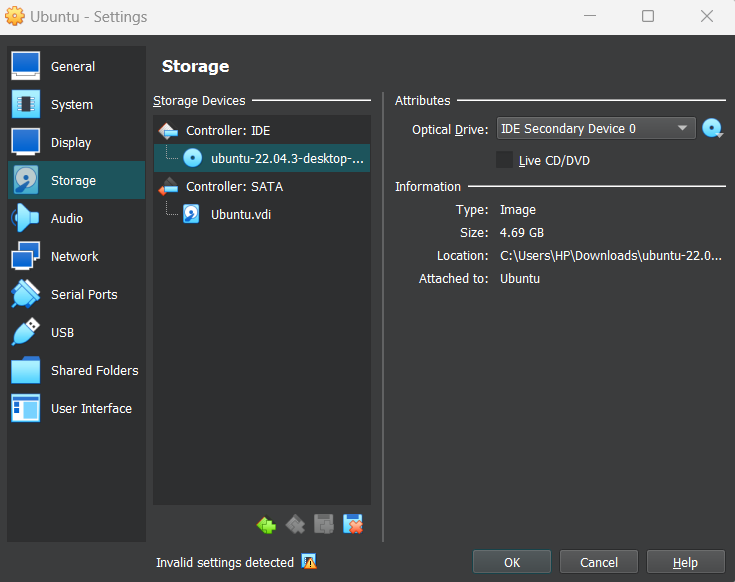 Ubuntu - Settings
General
System
Display
Storage
Audio
Network
Serial Ports
USB
Shared Folders
User Interface
Storage
Storage Devices
Controller: IDE
ubuntu-22.04.3-desktop-...
Controller: SATA
Ubuntu.vdi
Attributes
Optical Drive: IDE Secondary Device 0
Live CD/DVD
Information
Type: Image
Size: 4.69 GB
Location: C:\Users\HP\Downloads\ubuntu-22.0...
Attached to: Ubuntu
Invalid settings detected
OK
Cancel
Help